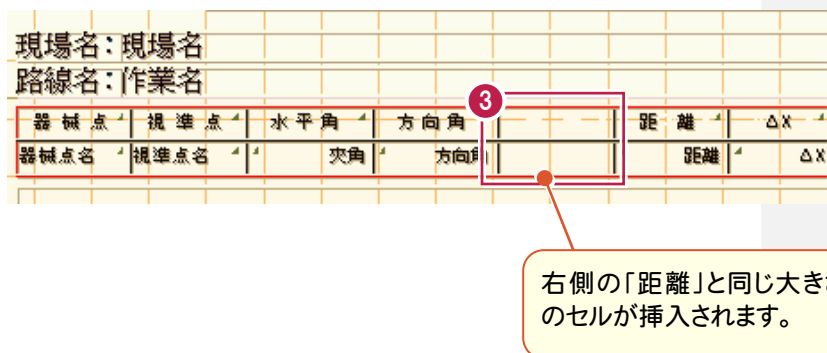 現場名：現場名
路線名：作業名
3
器械点 視準点 水平角 方向角 距離 ΔX
器械点名 視準点名 夾角 方向角 距離 ΔX
右側の「距離」と同じ大きさ
のセルが挿入されます。